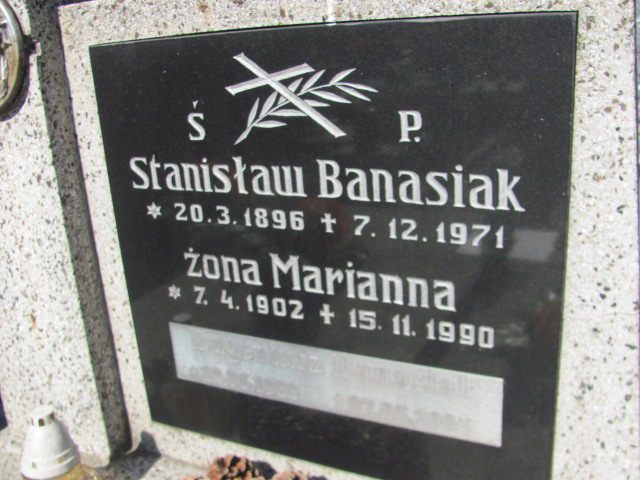 Ś P.
Stanisław Banasiak
* 20.3.1896 ✝ 7.12.1971
żona Marianna
* 7.4.1902 ✝ 15.11.1990